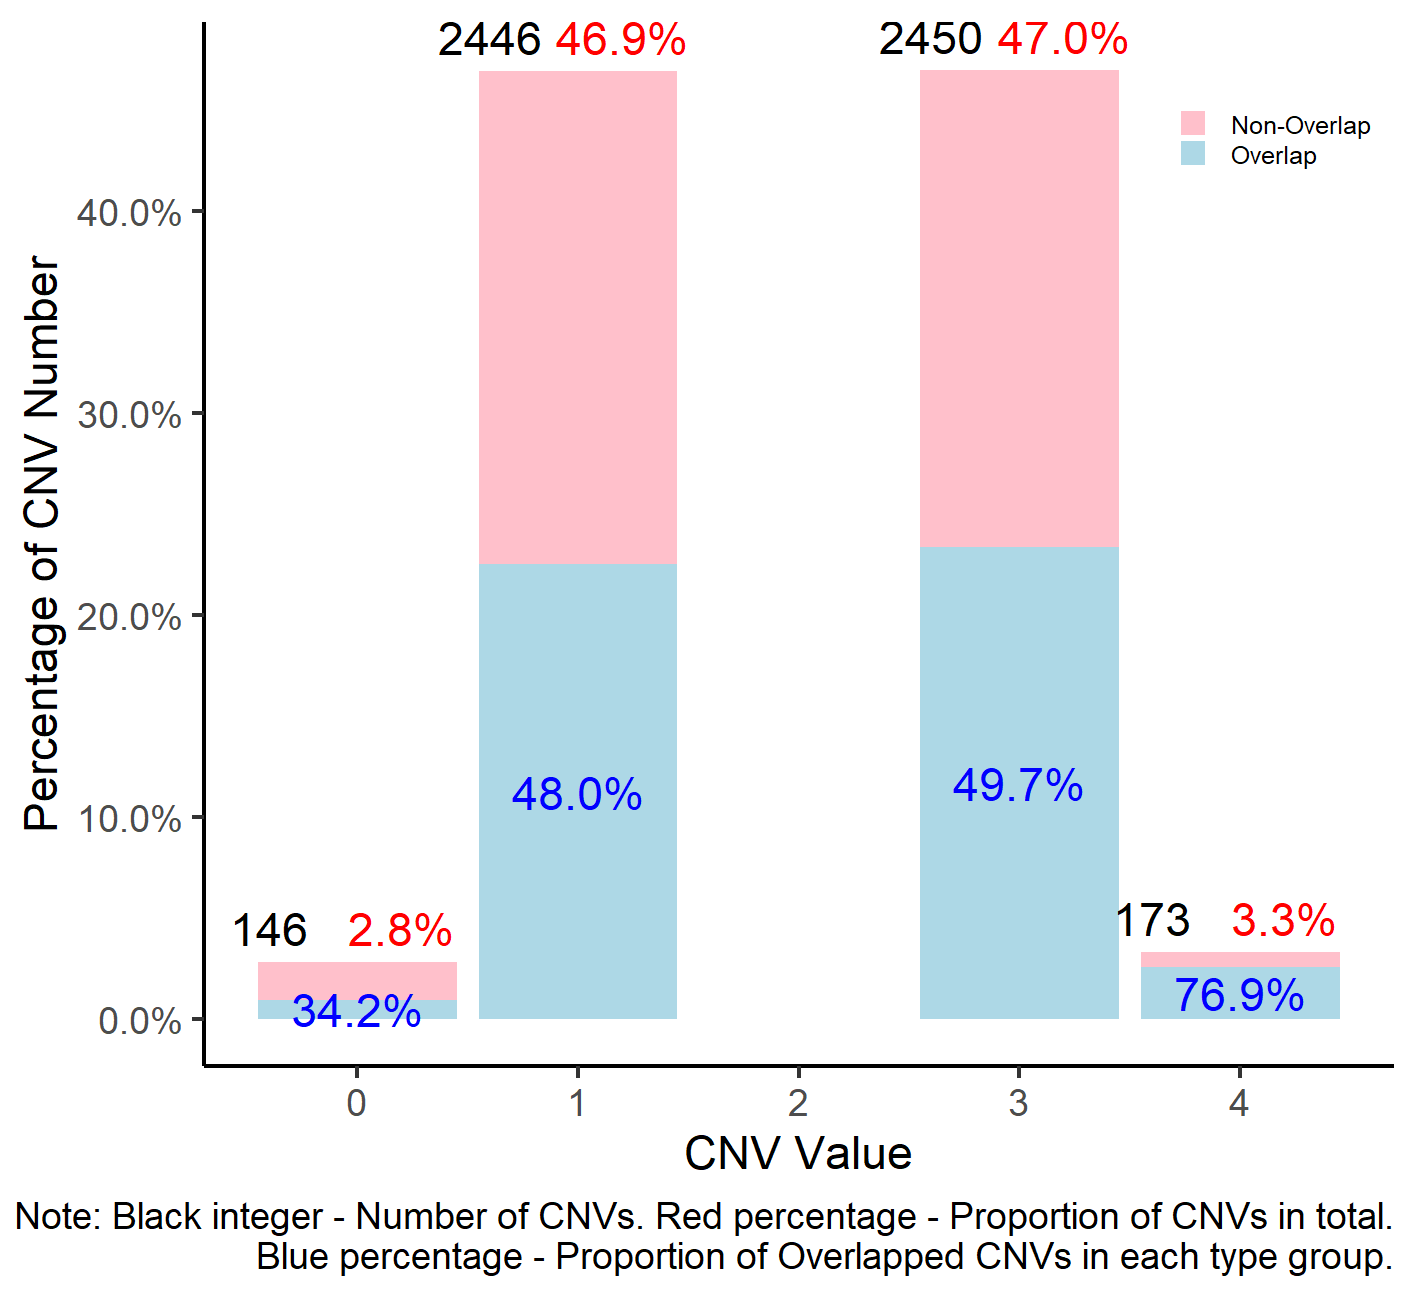 2446 46.9%
2450 47.0%
Non-Overlap
Overlap
40.0%
30.0%
20.0%
10.0%
0.0%
Percentage of CNV Number
48.0%
49.7%
146 2.8%
34.2%
173 3.3%
76.9%
0 1 2 3 4
CNV Value
Note: Black integer - Number of CNVs. Red percentage - Proportion of CNVs in total.
Blue percentage - Proportion of Overlapped CNVs in each type group.